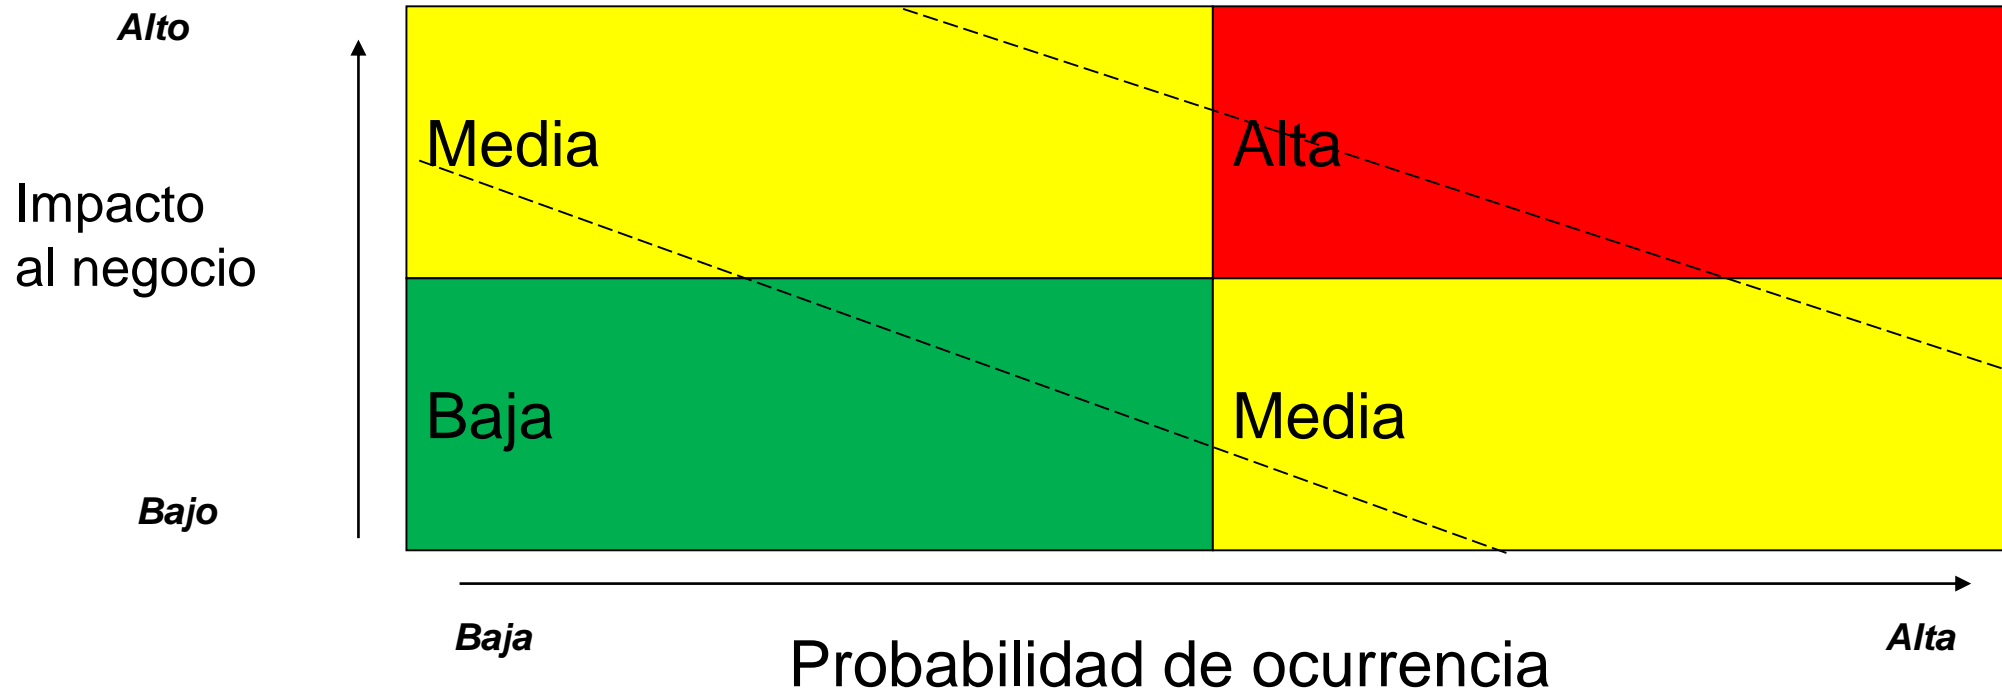 Alto
Media
Alta
Impacto
al negocio
Baja
Media
Bajo
Baja
Alta
Probabilidad de ocurrencia